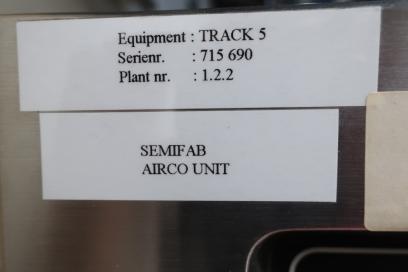 Equipment : TRACK 5
Serienr. : 715 690
Plant nr. : 1.2.2
SEMIFAB
AIRCO UNIT